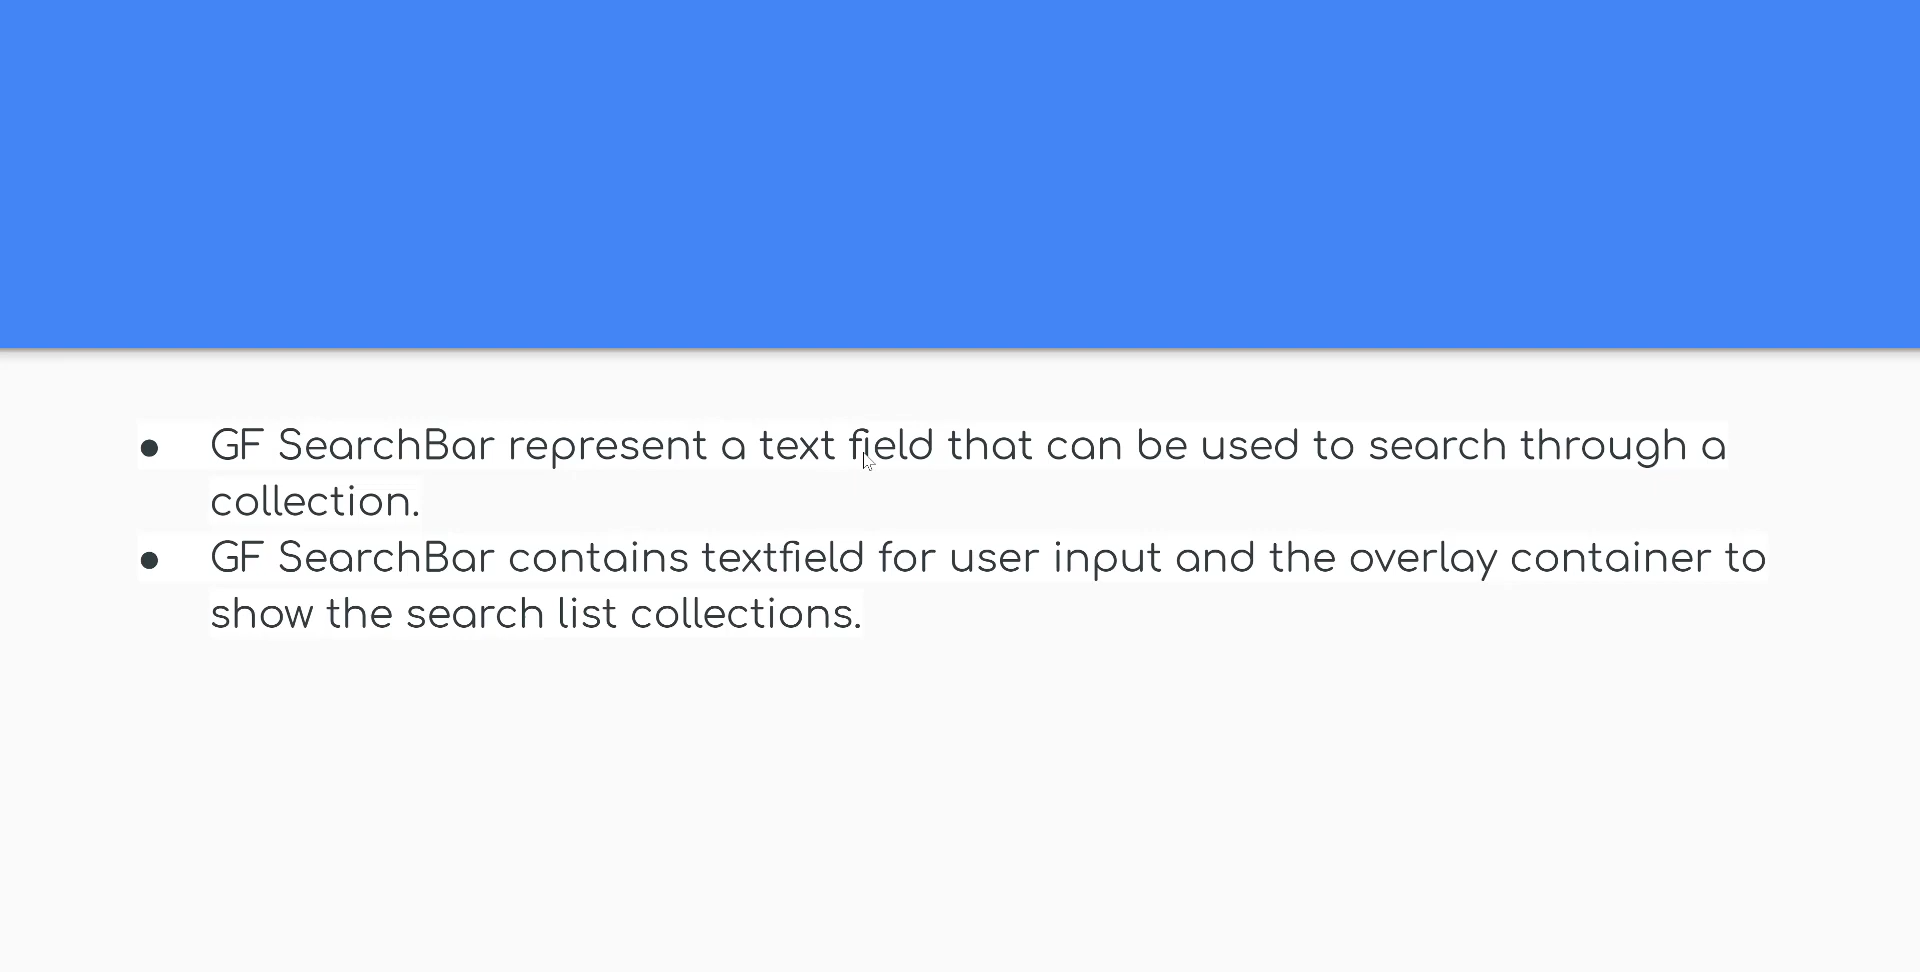 ● GF SearchBar represent a text field that can be used to search through a
collection.
● GF SearchBar contains textfield for user input and the overlay container to
show the search list collections.